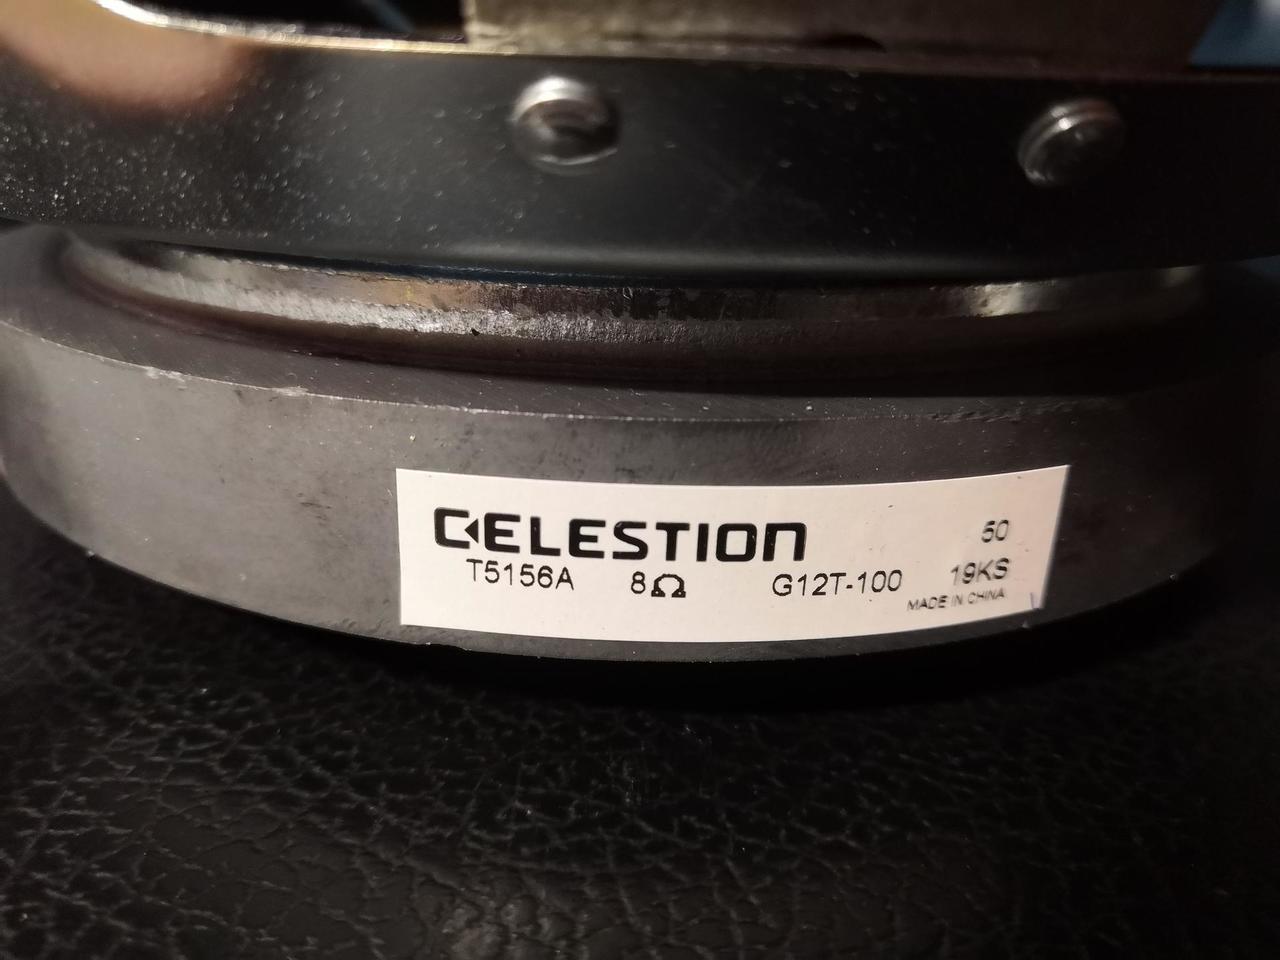 CELESTION 50
T5156A 8Ω G12T-100 19KS
MADE IN CHINA